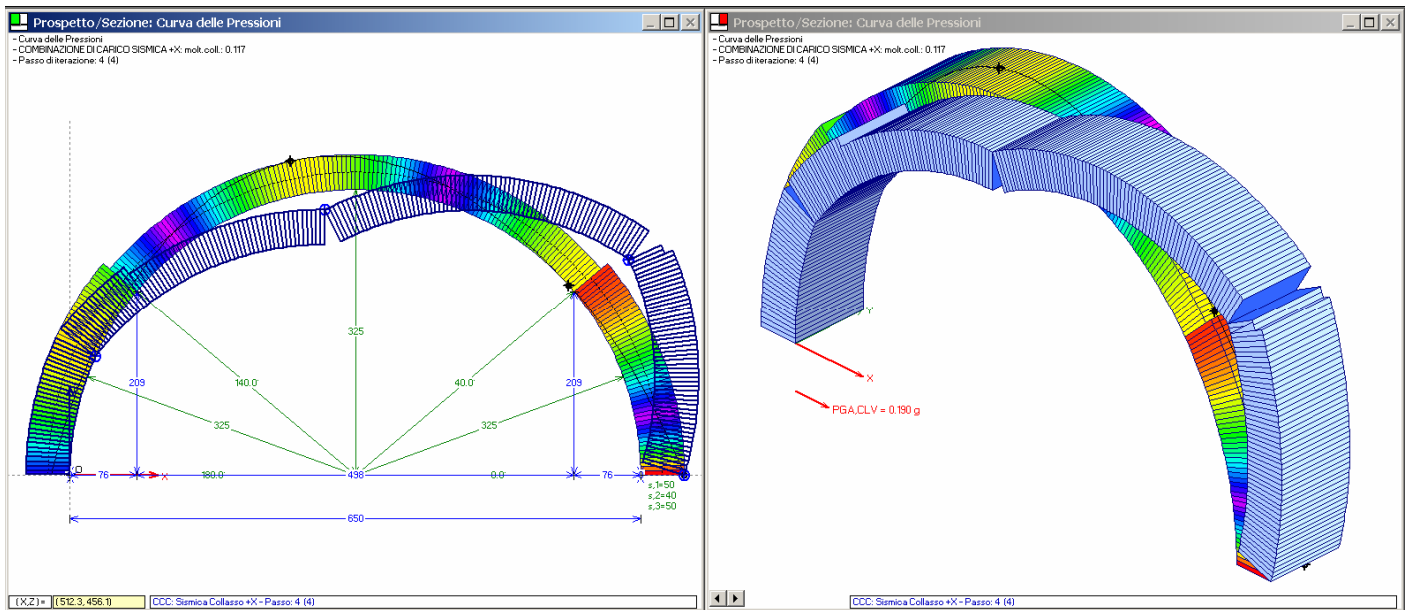 Prospetto/Sezione: Curva delle Pressioni
- Curva delle Pressioni
- COMBINAZIONE DI CARICO SISMICA +X: molt.coll.: 0.117
- Passo di iterazione: 4 (4)
325
209
140.0
40.0
209
325
325
O
76
X
180.0
498
0.0
76
s,1=50
s,2=40
s,3=50
650
(X,Z) =
(512.3, 456.1)
CCC: Sismica Collasso +X - Passo: 4 (4)
Prospetto/Sezione: Curva delle Pressioni
- Curva delle Pressioni
- COMBINAZIONE DI CARICO SISMICA +X: molt.coll.: 0.117
- Passo di iterazione: 4 (4)
Y
X
PGA,CLV = 0.190 g
CCC: Sismica Collasso +X - Passo: 4 (4)